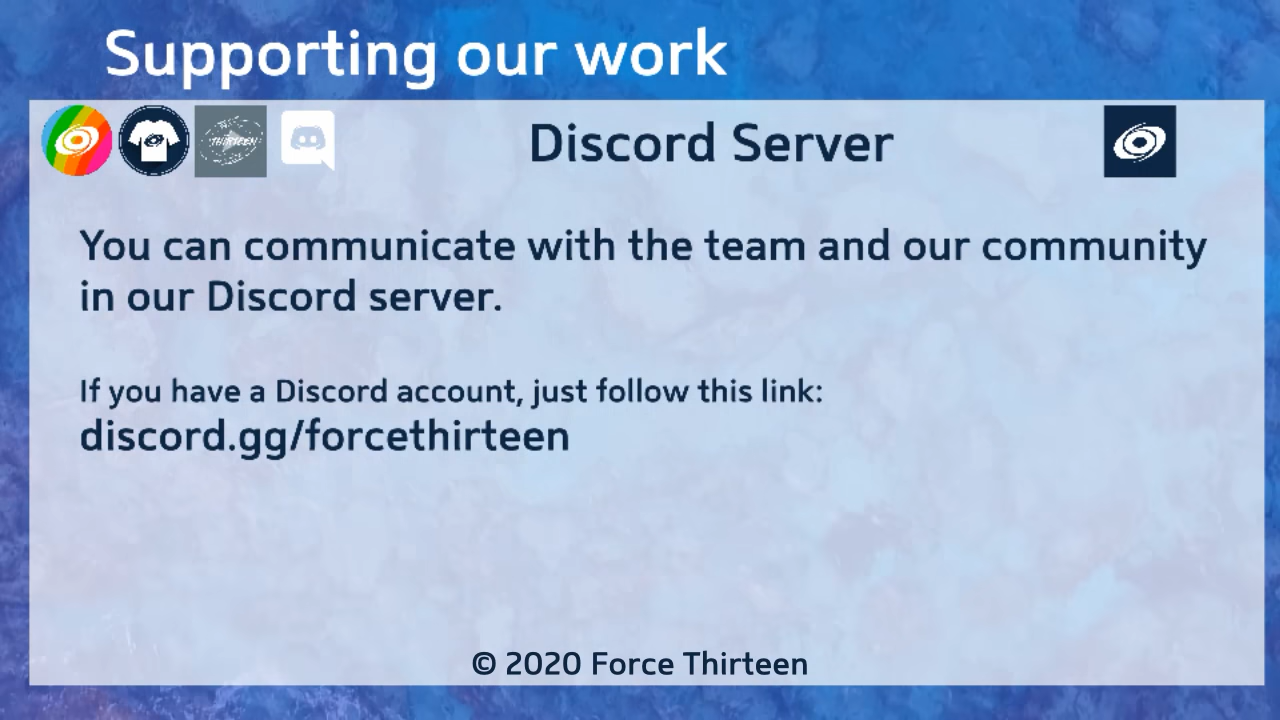 Supporting our work
THIRTEEN
Discord Server
You can communicate with the team and our community
in our Discord server.
If you have a Discord account, just follow this link:
discord.gg/forcethirteen
© 2020 Force Thirteen